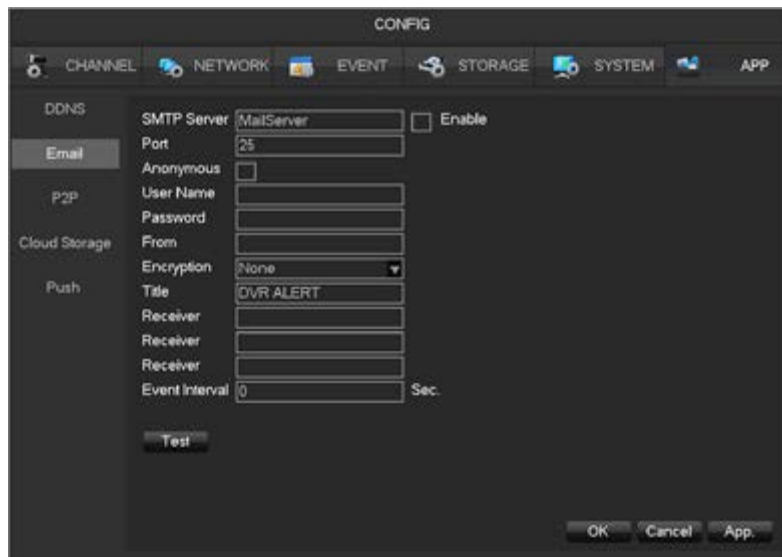 CONFIG
CHANNEL NETWORK EVENT STORAGE SYSTEM APP
DDNS
Email
P2P
Cloud Storage
Push
SMTP Server MailServer Enable
Port 25
Anonymous
User Name
Password
From
Encryption None
Title DVR ALERT
Receiver
Receiver
Receiver
Event Interval 0 Sec.
Test
OK Cancel App.